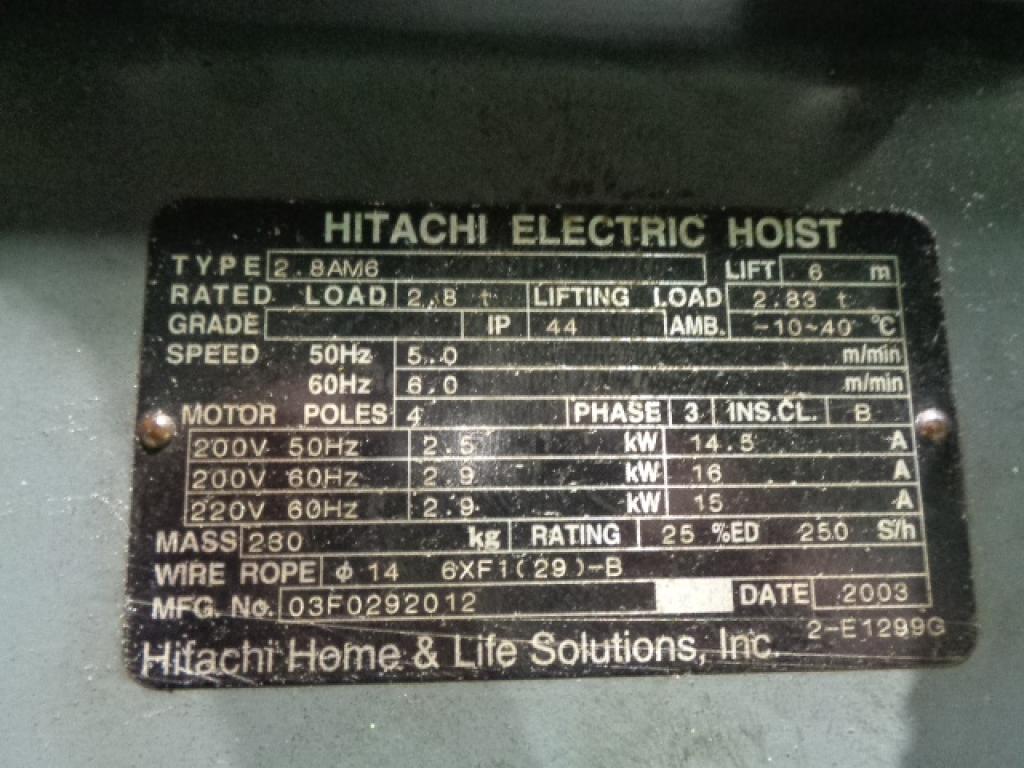 HITACHI ELECTRIC HOIST
TYPE 2.8AM6 LIFT 6 m
RATED LOAD 2.8 t LIFTING LOAD 2.83 t
GRADE IP 44 AMB. -10~40 °C
SPEED 50Hz 5.0 m/min
60Hz 6.0 m/min
MOTOR POLES 4 PHASE 3 INS.CL. B
200V 50Hz 2.5 kW 14.5 A
200V 60Hz 2.9 kW 16 A
220V 60Hz 2.9 kW 15 A
MASS 230 kg RATING 25 %ED 250 S/h
WIRE ROPE φ14 6XF1(29)-B
MFG. No. 03F0292012 DATE 2003
2-E1299G
Hitachi Home & Life Solutions, Inc.